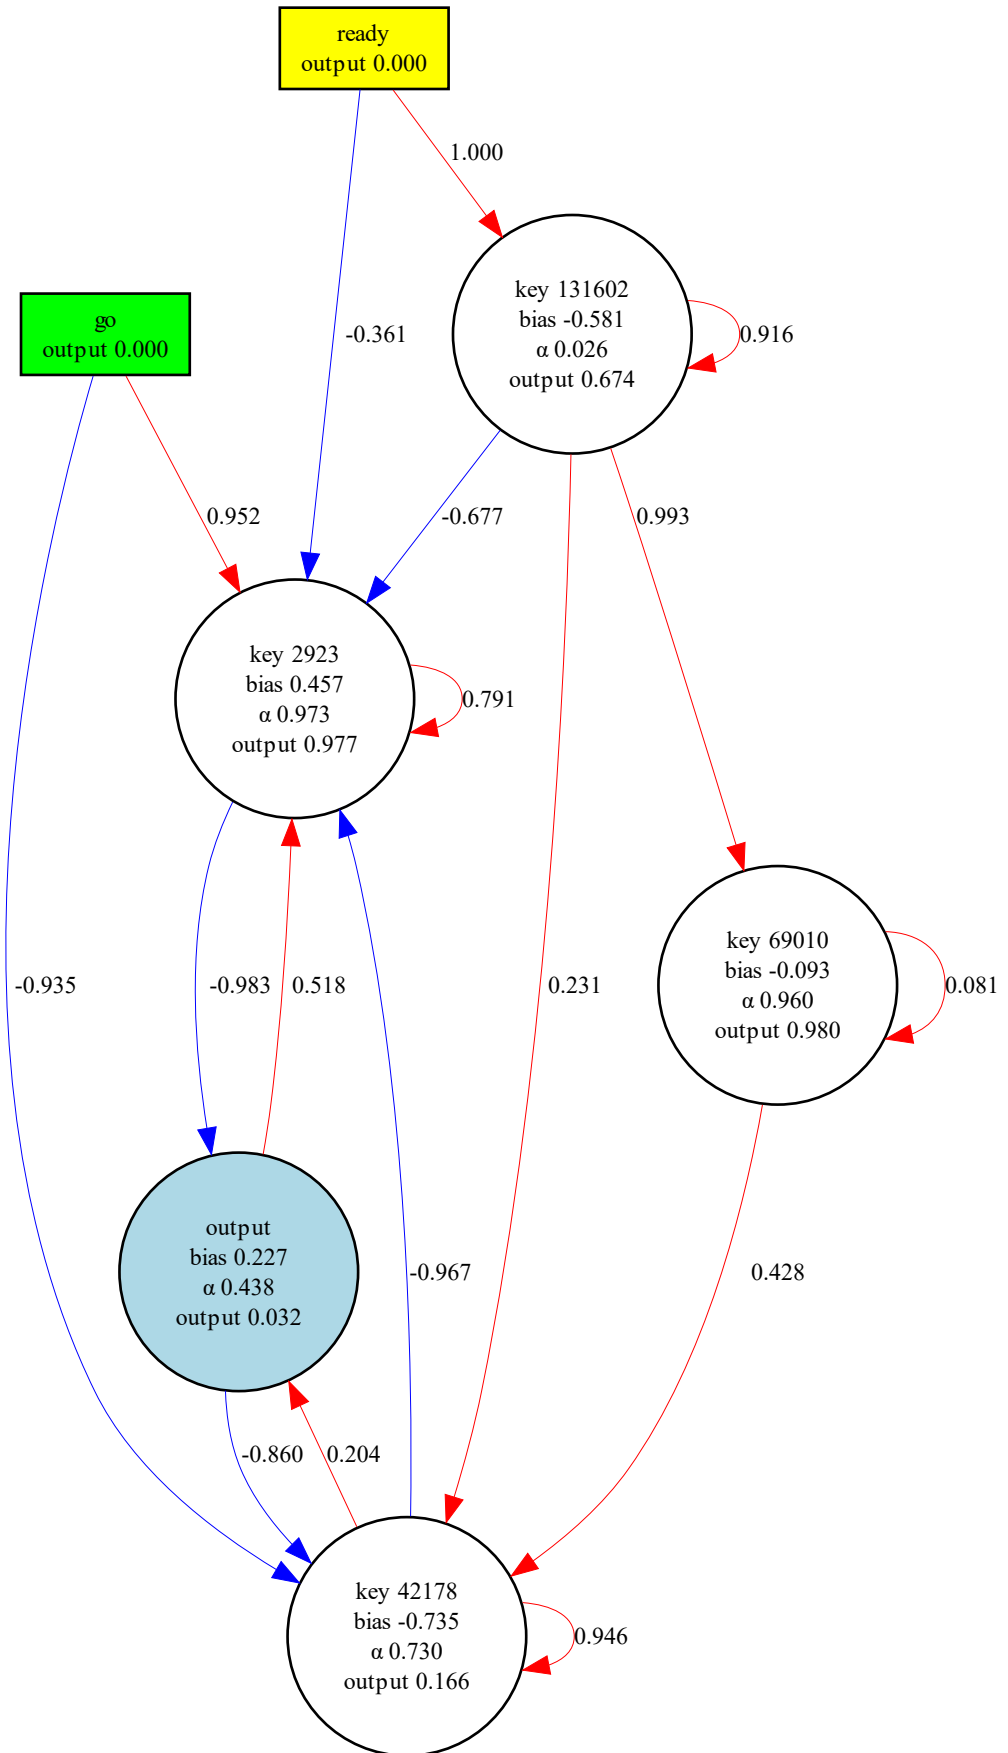 ready
output 0.000
1.000
key 131602
bias -0.581
α 0.026
output 0.674
0.916
-0.361
go
output 0.000
0.952
-0.677
0.993
key 2923
bias 0.457
α 0.973
output 0.977
0.791
key 69010
bias -0.093
α 0.960
output 0.980
0.081
-0.935
-0.983
0.518
0.231
output
bias 0.227
α 0.438
output 0.032
-0.967
0.428
-0.860
0.204
key 42178
bias -0.735
α 0.730
output 0.166
0.946